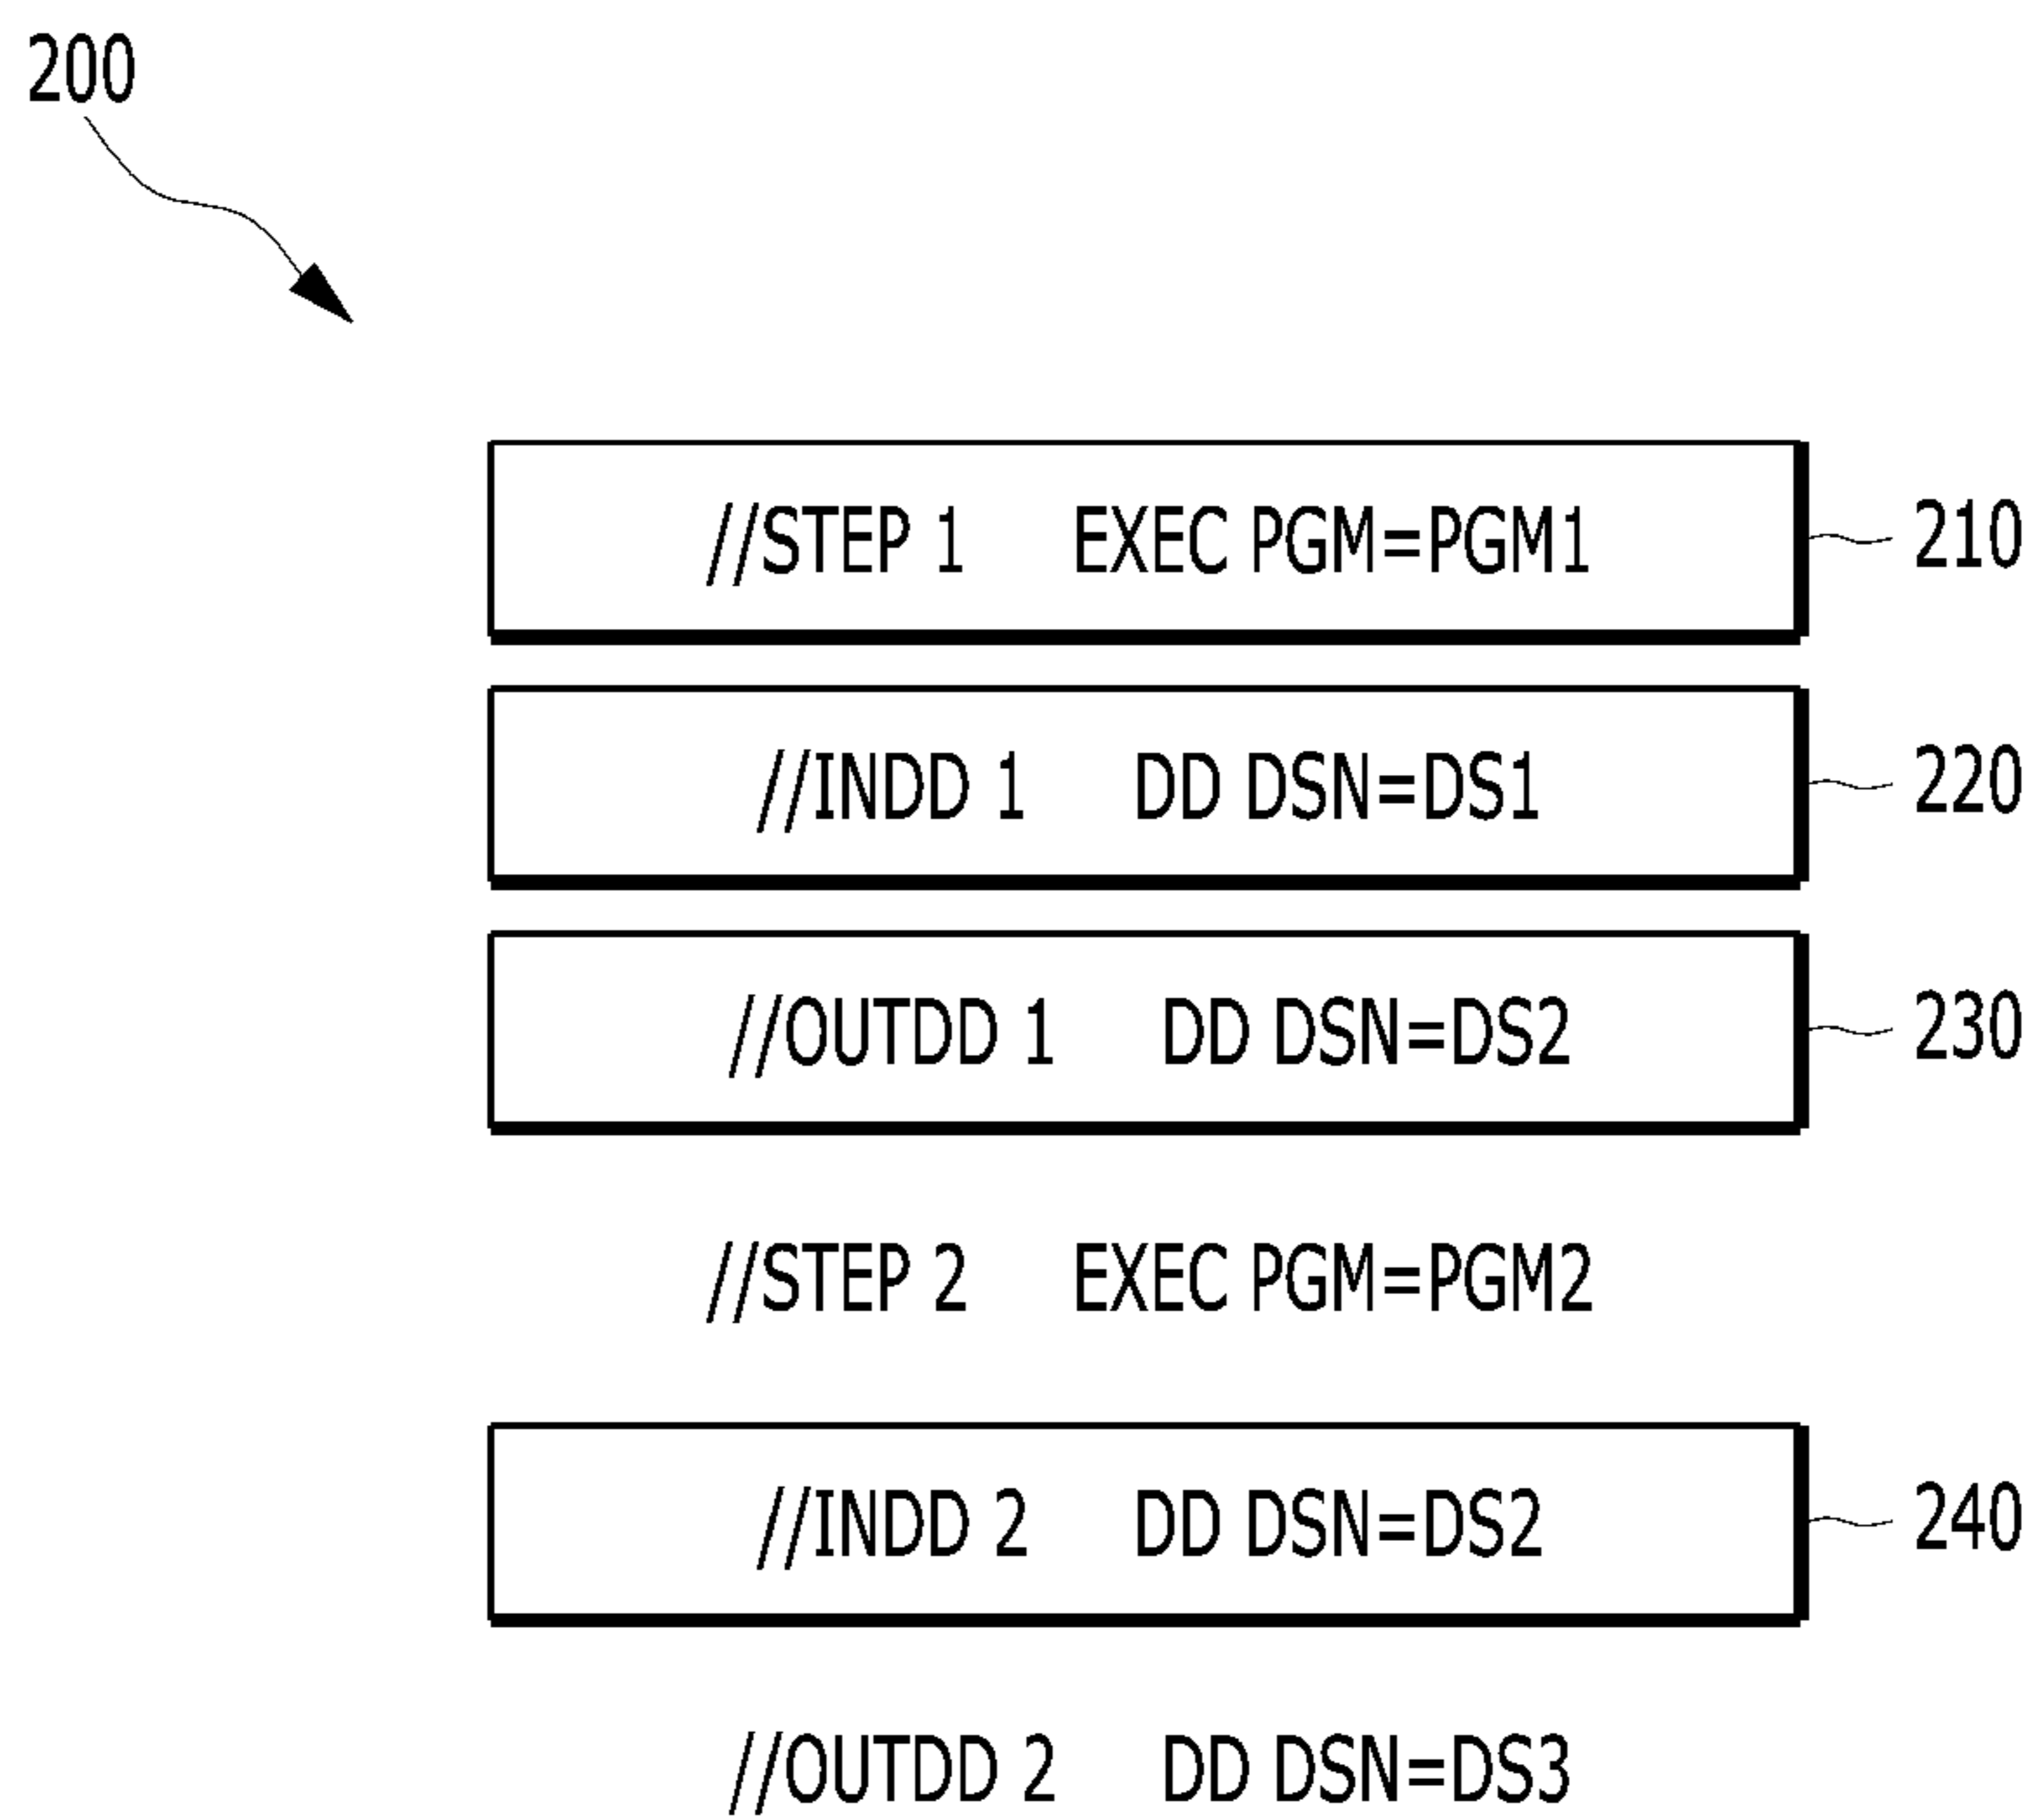 200
//STEP 1 EXEC PGM=PGM1 210
//INDD 1 DD DSN=DS1 220
//OUTDD 1 DD DSN=DS2 230
//STEP 2 EXEC PGM=PGM2
//INDD 2 DD DSN=DS2 240
//OUTDD 2 DD DSN=DS3